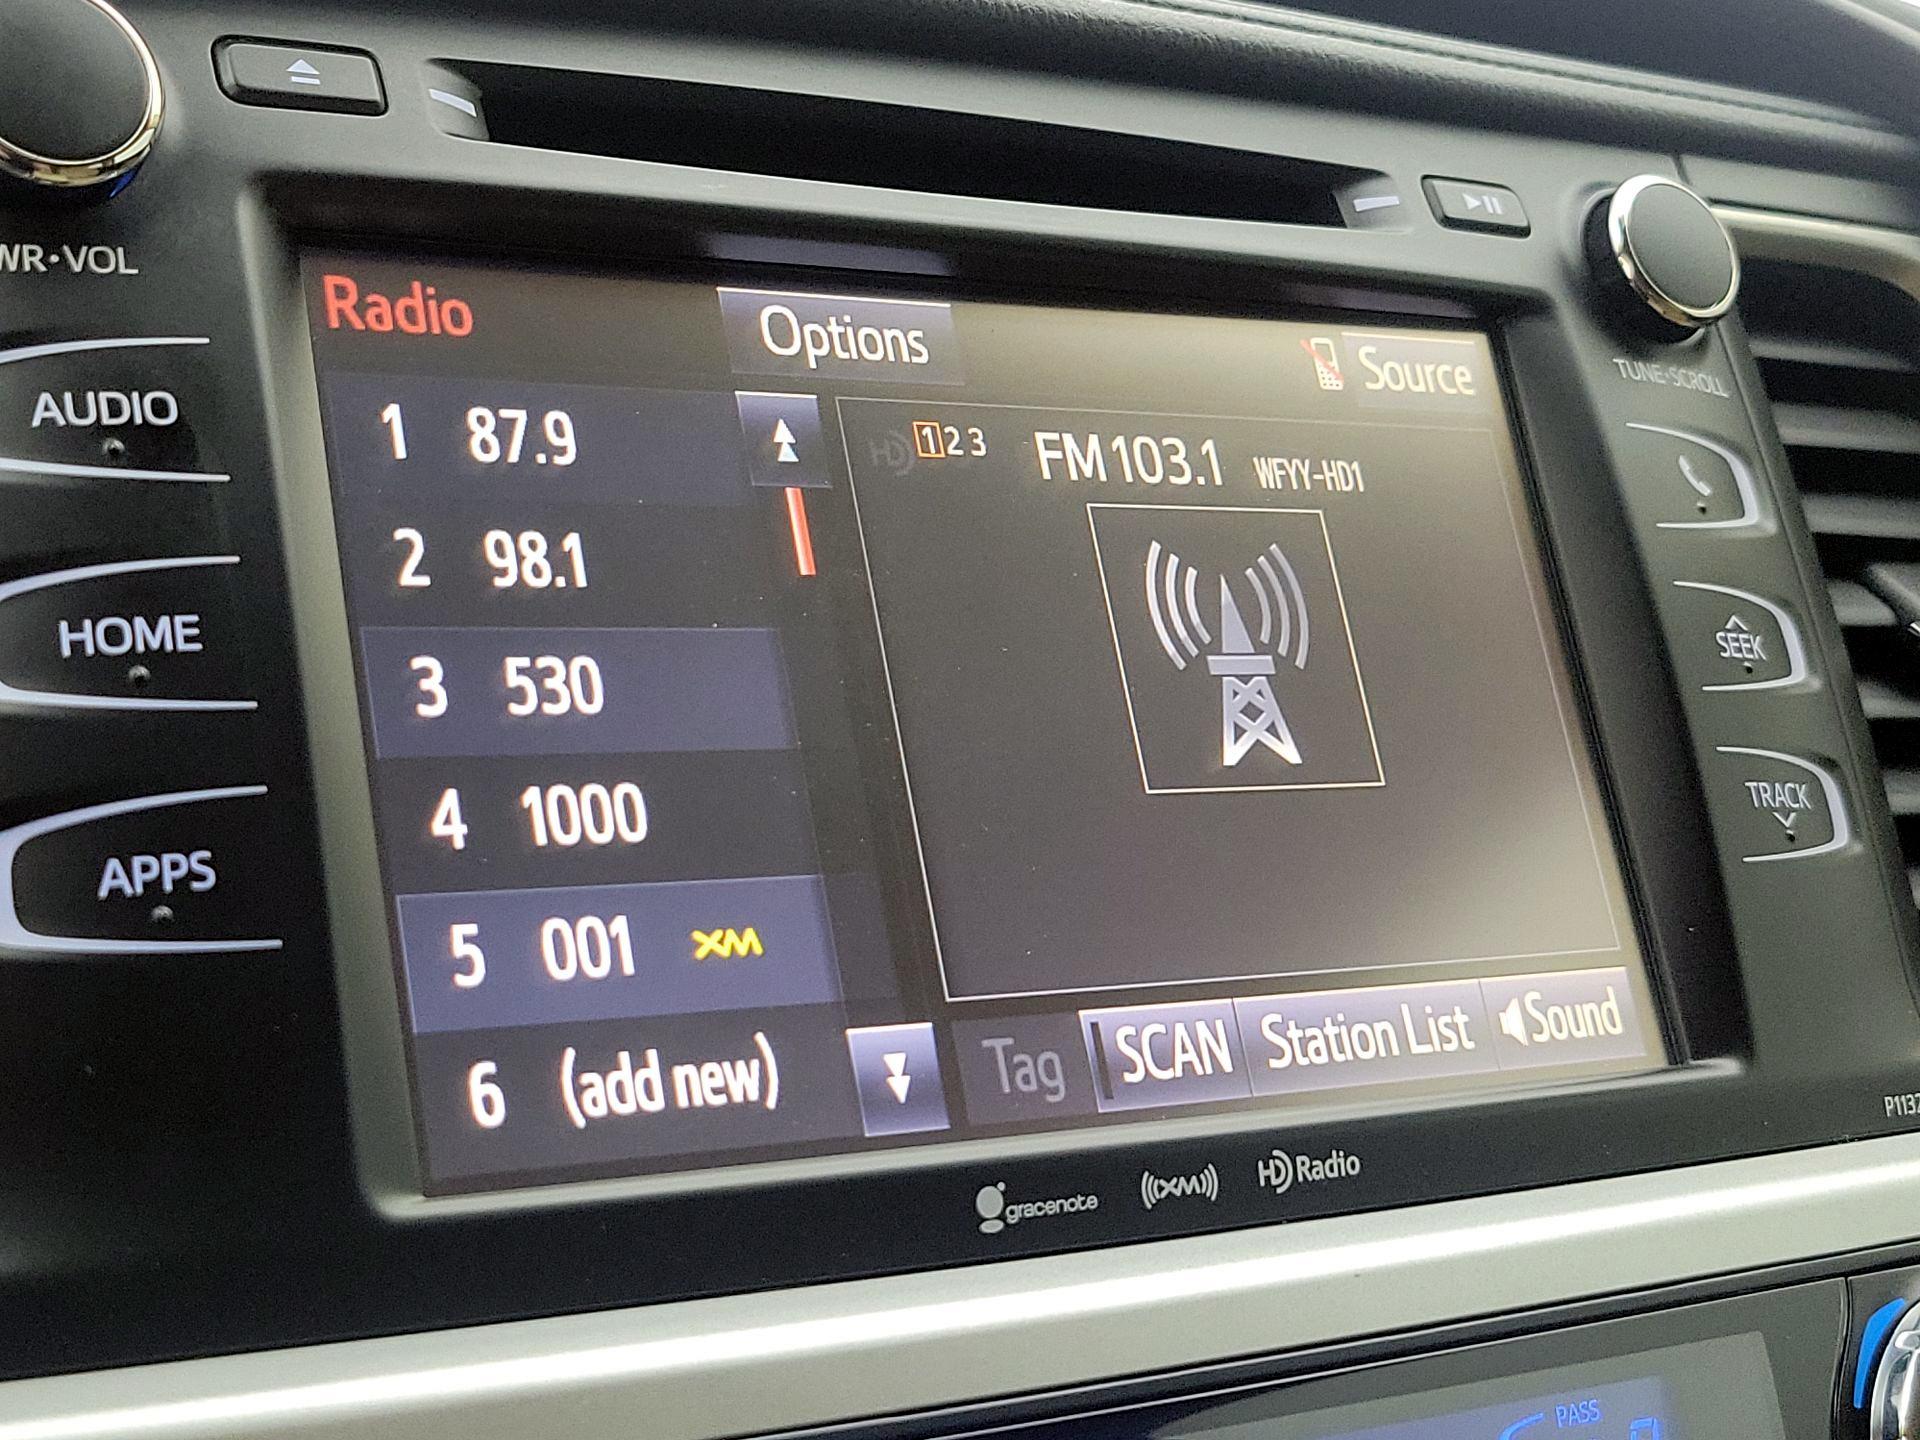 WR•VOL
AUDIO
HOME
APPS
Radio
Options
Source
1 87.9
2 98.1
3 530
4 1000
5 001 XM
6 (add new)
HD 1 2 3
FM 103.1 WFYY-HD1
Tag
SCAN
Station List
Sound
TUNE•SCROLL
SEEK
TRACK
gracenote
((XM))
HD Radio
P1132
PASS